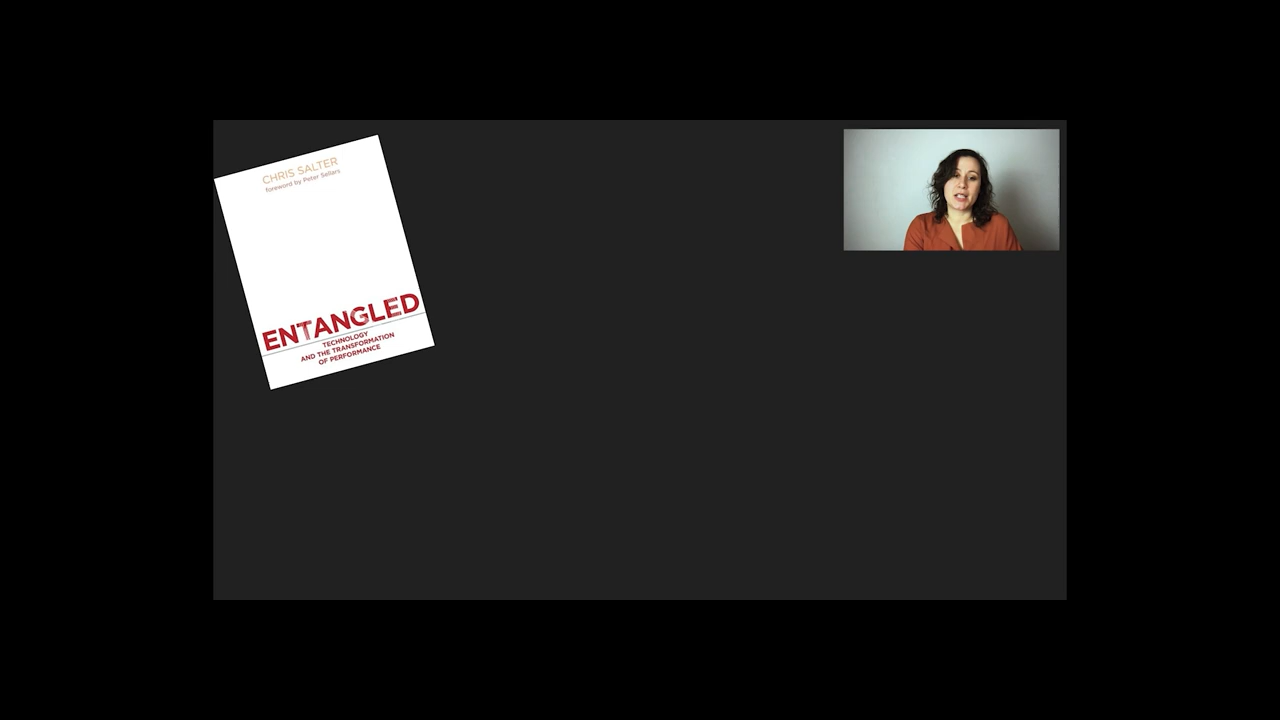 CHRIS SALTER
foreword by Peter Sellars
ENTANGLED
TECHNOLOGY
AND THE TRANSFORMATION
OF PERFORMANCE